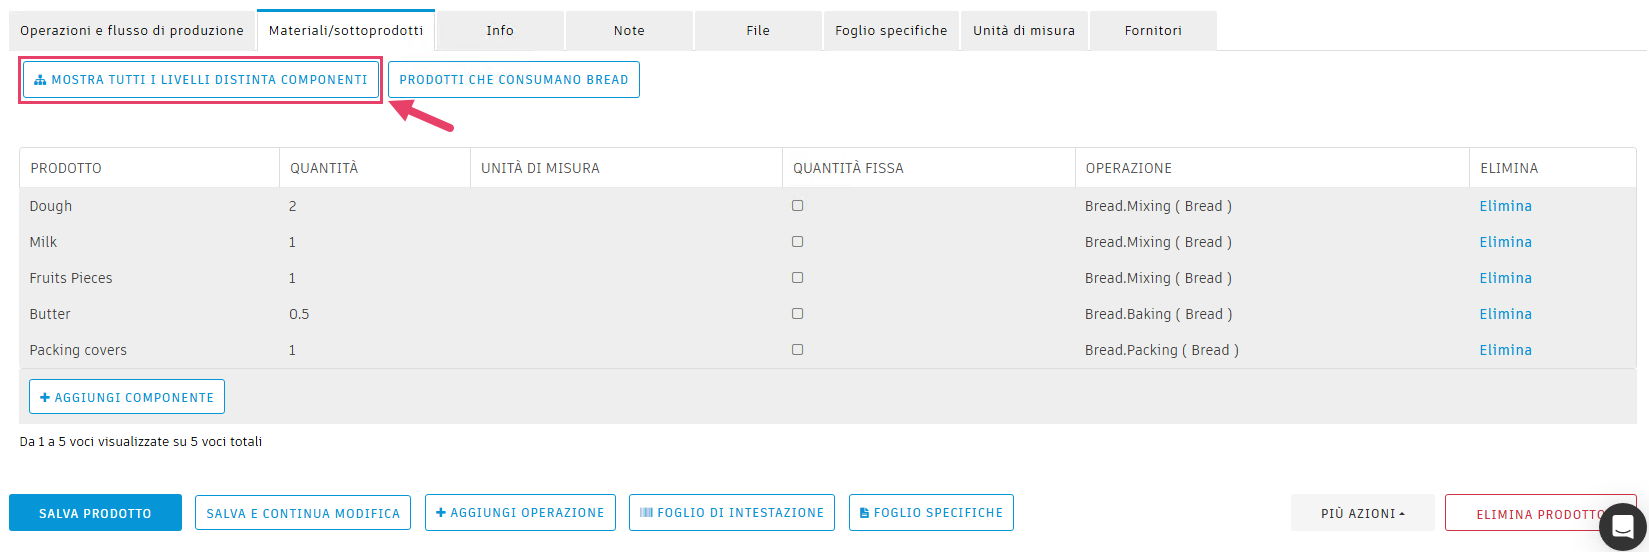 Operazioni e flusso di produzione Materiali/sottoprodotti Info Note File Foglio specifiche Unità di misura Fornitori
MOSTRA TUTTI I LIVELLI DISTINTA COMPONENTI PRODOTTI CHE CONSUMANO BREAD
PRODOTTO QUANTITÀ UNITÀ DI MISURA QUANTITÀ FISSA OPERAZIONE ELIMINA
Dough 2 Bread.Mixing ( Bread ) Elimina
Milk 1 Bread.Mixing ( Bread ) Elimina
Fruits Pieces 1 Bread.Mixing ( Bread ) Elimina
Butter 0.5 Bread.Baking ( Bread ) Elimina
Packing covers 1 Bread.Packing ( Bread ) Elimina
+ AGGIUNGI COMPONENTE
Da 1 a 5 voci visualizzate su 5 voci totali
SALVA PRODOTTO SALVA E CONTINUA MODIFICA + AGGIUNGI OPERAZIONE FOGLIO DI INTESTAZIONE FOGLIO SPECIFICHE PIÙ AZIONI ELIMINA PRODOTTO